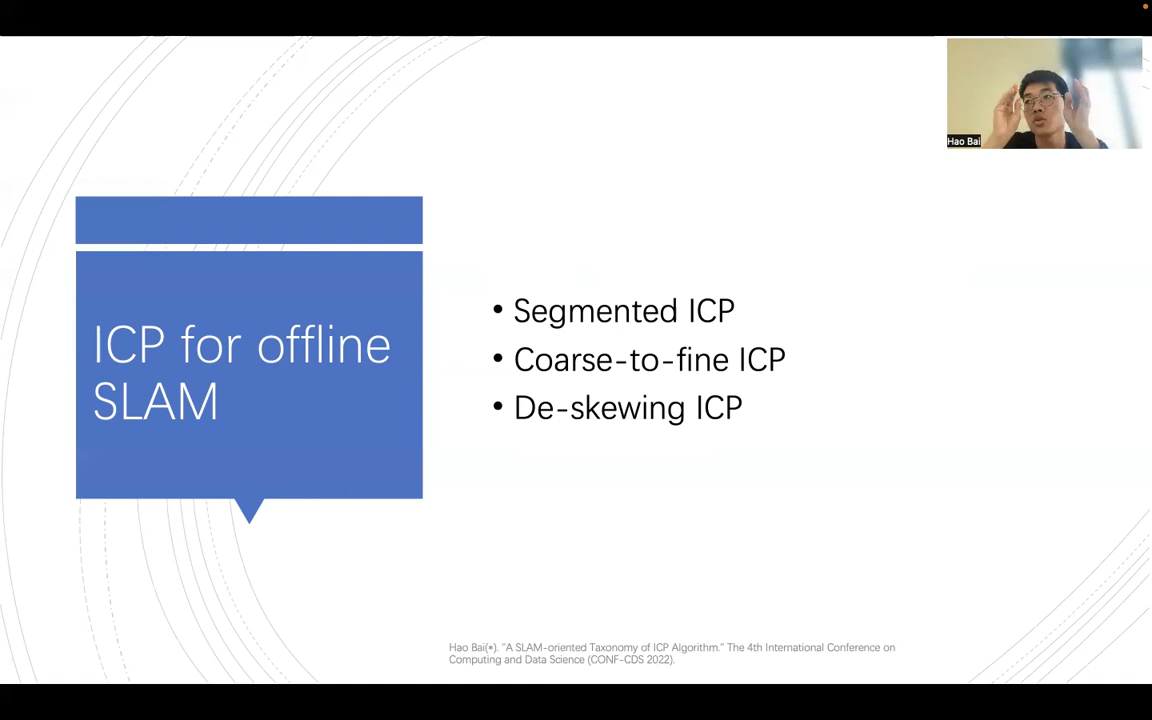 Hao Bai
ICP for offline
SLAM
• Segmented ICP
• Coarse-to-fine ICP
• De-skewing ICP
Hao Bai(*). "A SLAM-oriented Taxonomy of ICP Algorithm." The 4th International Conference on
Computing and Data Science (CONF-CDS 2022).